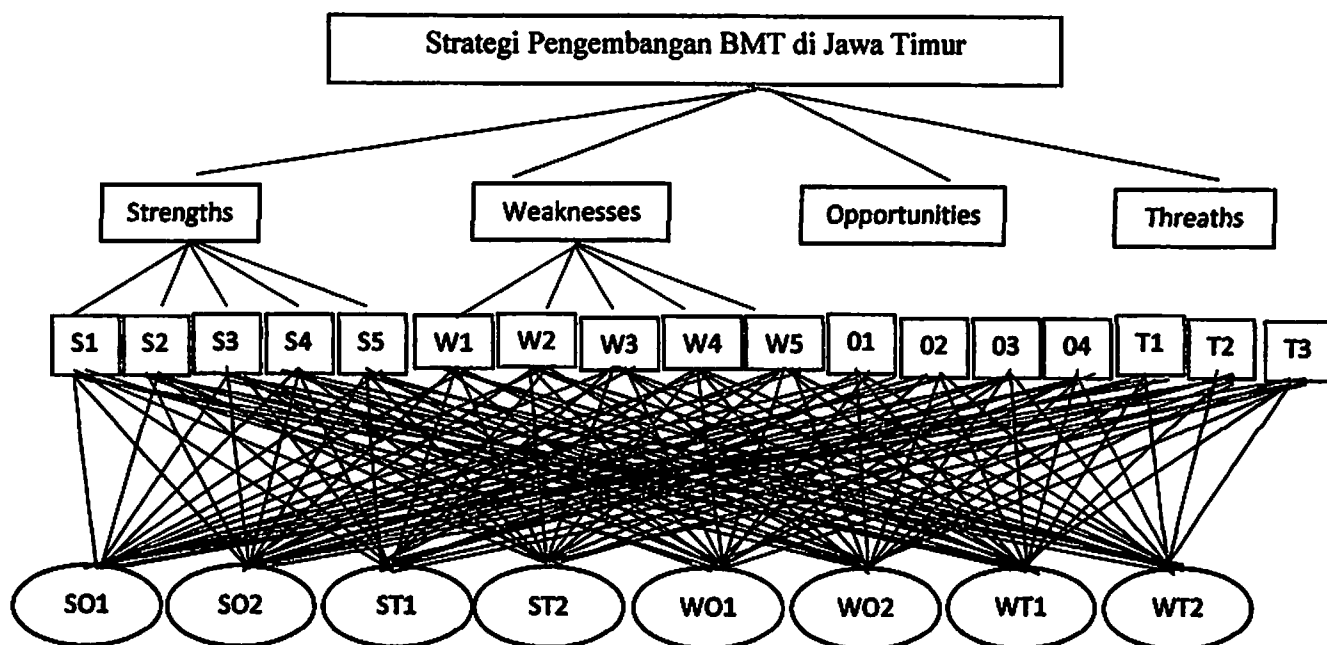 Strategi Pengembangan BMT di Jawa Timur
Strengths
Weaknesses
Opportunities
Threaths
S1
S2
S3
S4
S5
W1
W2
W3
W4
W5
01
02
03
04
T1
T2
T3
SO1
SO2
ST1
ST2
WO1
WO2
WT1
WT2